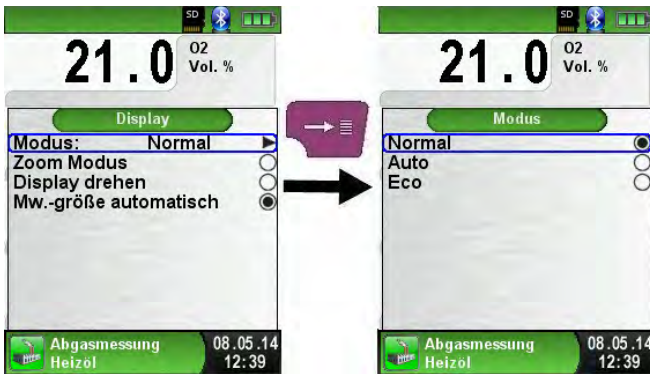 SD
21.0 O2
Vol. %
Display
Modus: Normal
Zoom Modus
Display drehen
Mw.-größe automatisch
Abgasmessung 08.05.14
Heizöl 12:39
SD
21.0 O2
Vol. %
Modus
Normal
Auto
Eco
Abgasmessung 08.05.14
Heizöl 12:39